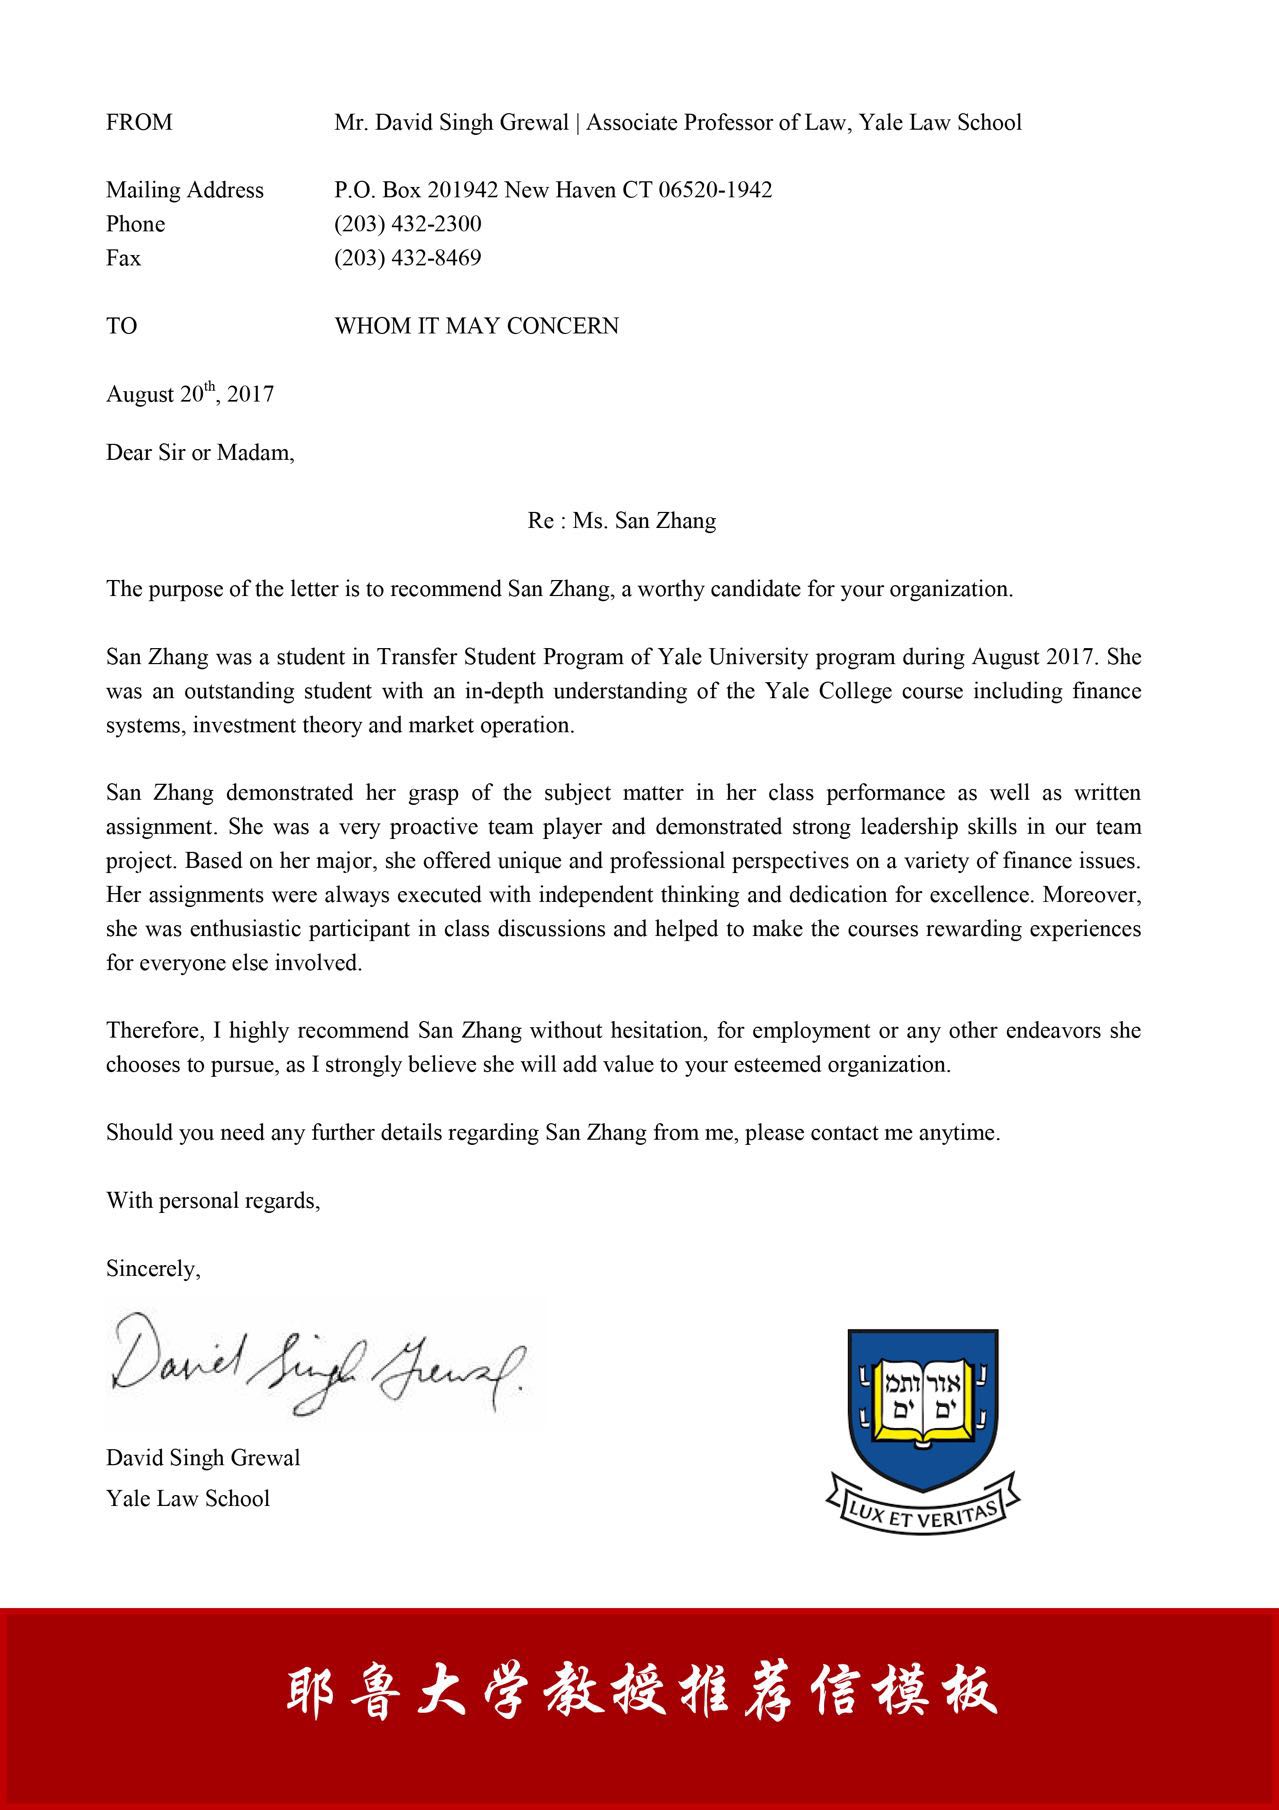 FROM Mr. David Singh Grewal | Associate Professor of Law, Yale Law School
Mailing Address P.O. Box 201942 New Haven CT 06520-1942
Phone (203) 432-2300
Fax (203) 432-8469
TO WHOM IT MAY CONCERN
August 20th, 2017
Dear Sir or Madam,
Re : Ms. San Zhang
The purpose of the letter is to recommend San Zhang, a worthy candidate for your organization.
San Zhang was a student in Transfer Student Program of Yale University program during August 2017. She
was an outstanding student with an in-depth understanding of the Yale College course including finance
systems, investment theory and market operation.
San Zhang demonstrated her grasp of the subject matter in her class performance as well as written
assignment. She was a very proactive team player and demonstrated strong leadership skills in our team
project. Based on her major, she offered unique and professional perspectives on a variety of finance issues.
Her assignments were always executed with independent thinking and dedication for excellence. Moreover,
she was enthusiastic participant in class discussions and helped to make the courses rewarding experiences
for everyone else involved.
Therefore, I highly recommend San Zhang without hesitation, for employment or any other endeavors she
chooses to pursue, as I strongly believe she will add value to your esteemed organization.
Should you need any further details regarding San Zhang from me, please contact me anytime.
With personal regards,
Sincerely,
David Singh Grewal.
David Singh Grewal
Yale Law School
אור ותמ
ים ים
LUX ET VERITAS
耶鲁大学教授推荐信模板